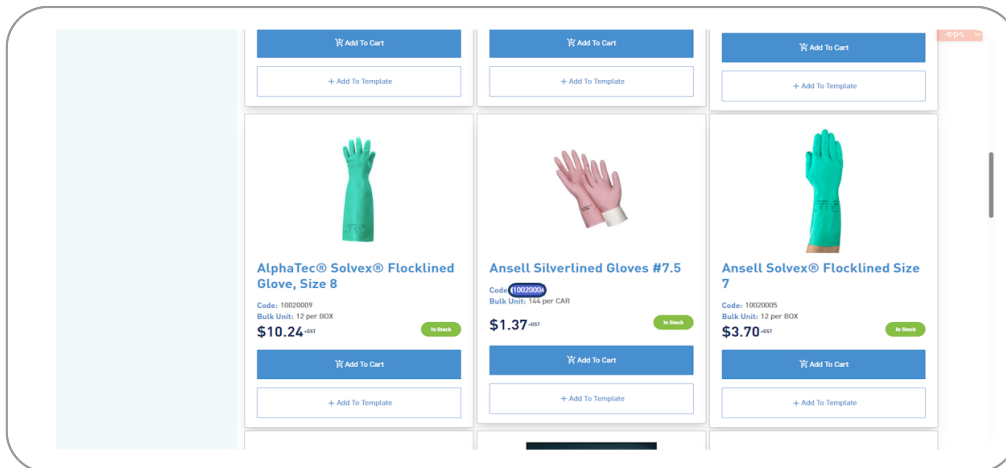 Add To Cart
Add To Cart
Add To Cart
+ Add To Template
+ Add To Template
+ Add To Template
AlphaTec® Solvex® Flocklined
Glove, Size 8
Code: 10020009
Bulk Unit: 12 per BOX
$10.24 +GST
In Stock
Add To Cart
+ Add To Template
Ansell Silverlined Gloves #7.5
Code: 10020004
Bulk Unit: 144 per CAR
$1.37 +GST
In Stock
Add To Cart
+ Add To Template
Ansell Solvex® Flocklined Size
7
Code: 10020005
Bulk Unit: 12 per BOX
$3.70 +GST
In Stock
Add To Cart
+ Add To Template